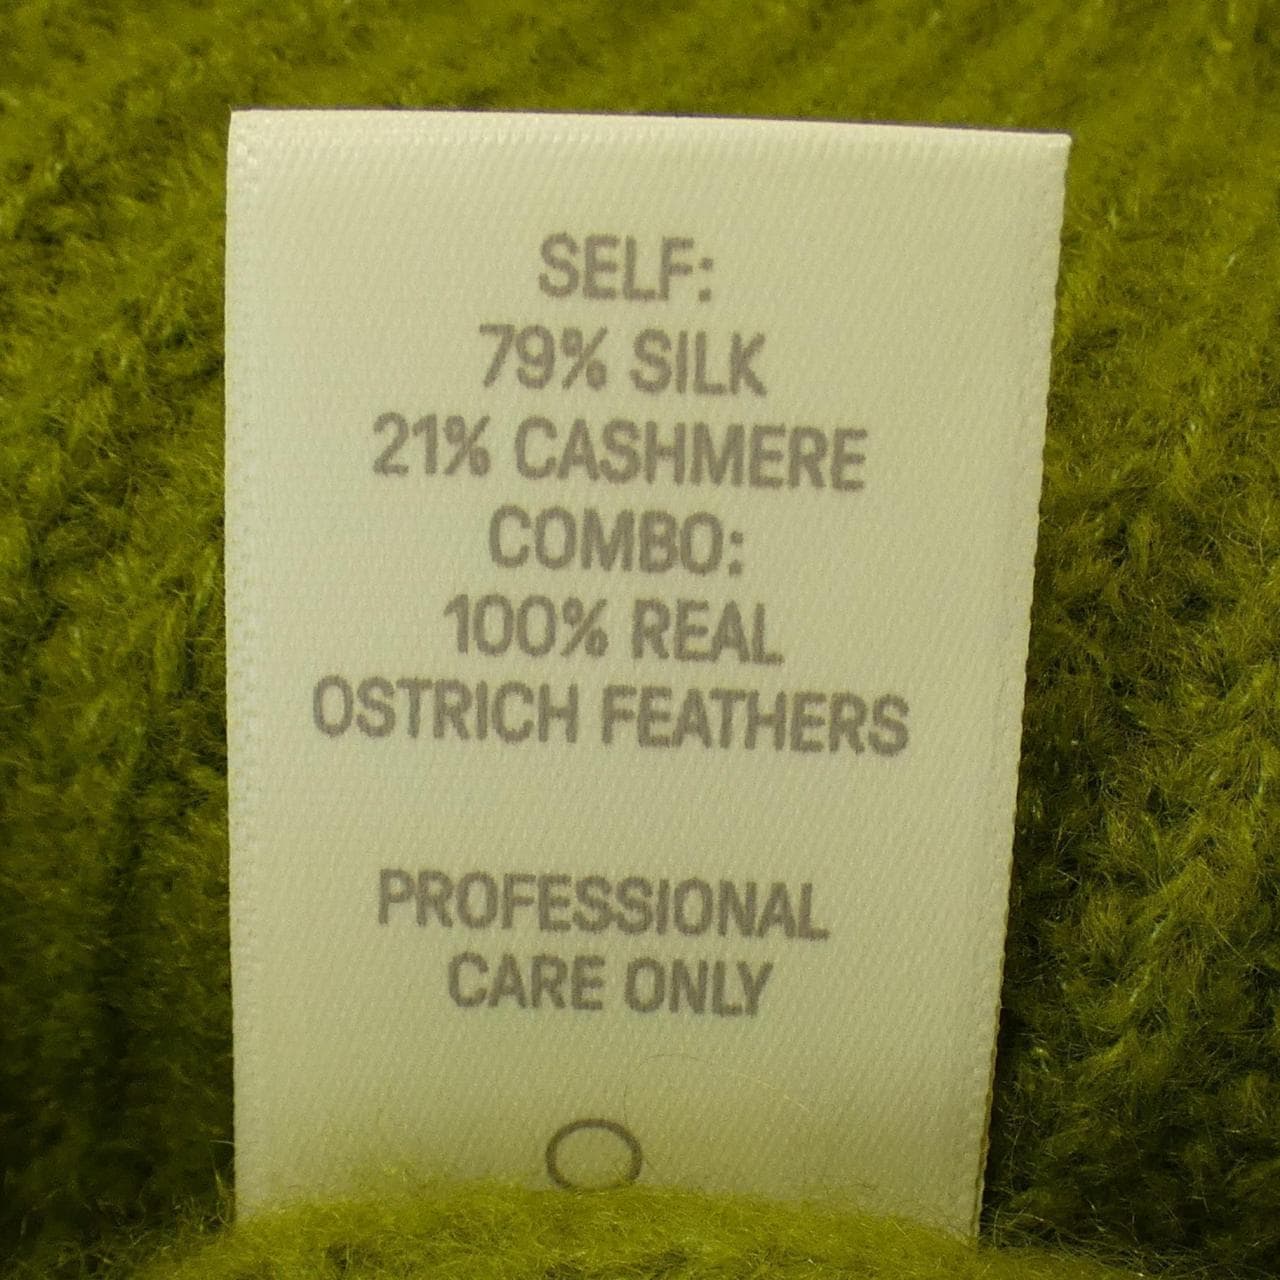 SELF:
79% SILK
21% CASHMERE
COMBO:
100% REAL
OSTRICH FEATHERS
PROFESSIONAL
CARE ONLY